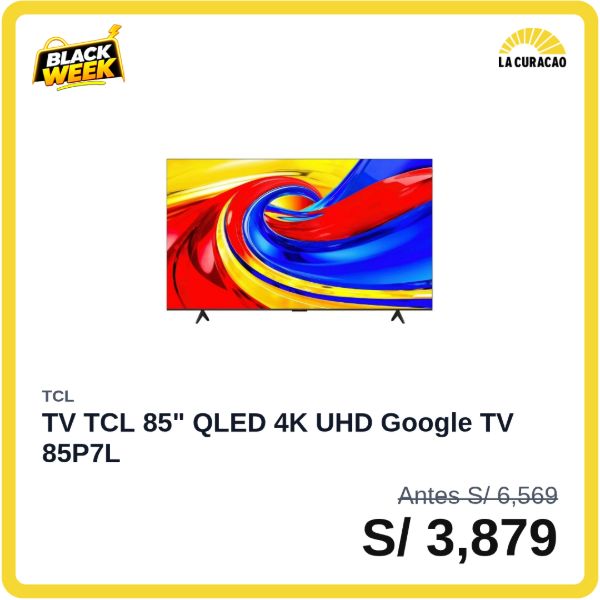 BLACK
WEEK
LA CURACAO
TCL
TV TCL 85" QLED 4K UHD Google TV
85P7L
Antes S/ 6,569
S/ 3,879